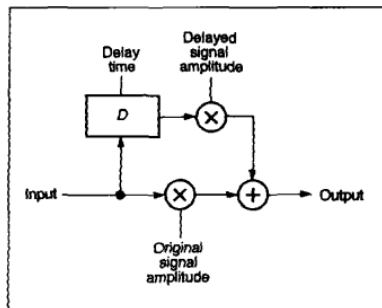 Delay
time
Delayed
signal
amplitude
D
×
Input
×
+
Output
Original
signal
amplitude